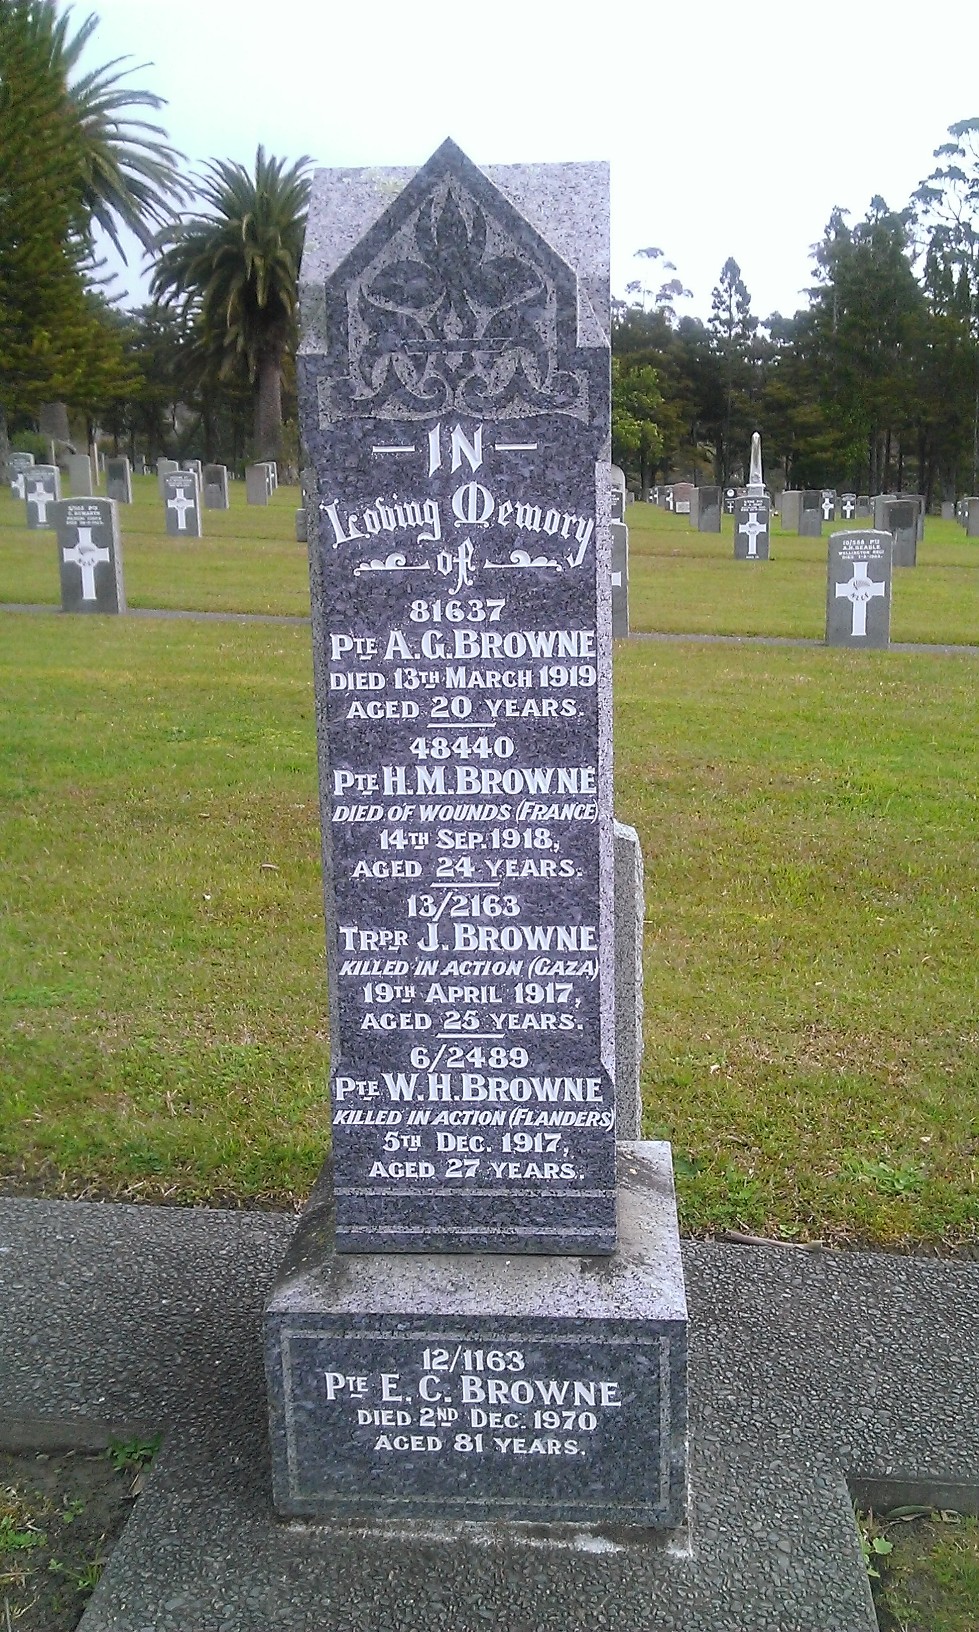 IN
Loving Memory
of
81637
PTE A.G. BROWNE
DIED 13TH MARCH 1919
AGED 20 YEARS.
48440
PTE H.M. BROWNE
DIED OF WOUNDS (FRANCE)
14TH SEP. 1918,
AGED 24 YEARS.
13/2163
TRPR J. BROWNE
KILLED IN ACTION (GAZA)
19TH APRIL 1917,
AGED 25 YEARS.
6/2489
PTE W.H. BROWNE
KILLED IN ACTION (FLANDERS)
5TH DEC. 1917,
AGED 27 YEARS.
12/1163
PTE E. C. BROWNE
DIED 2ND DEC. 1970
AGED 81 YEARS.